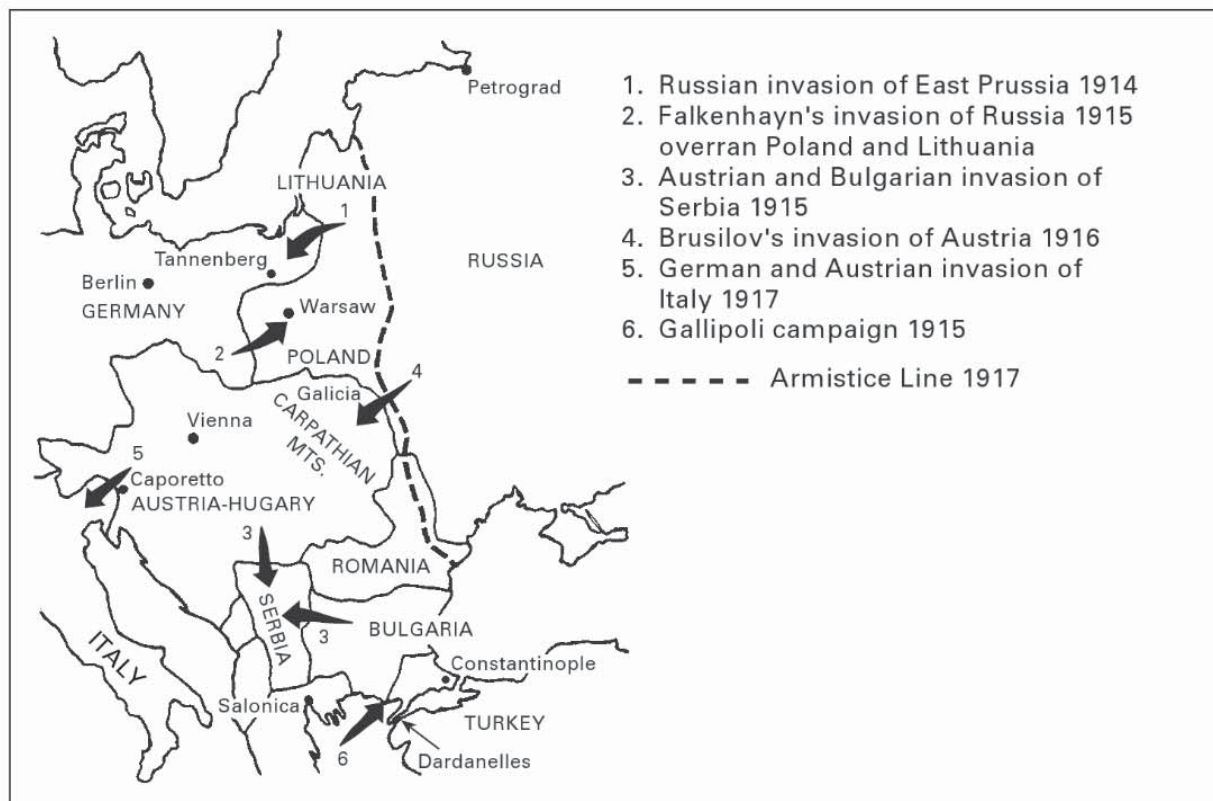 Petrograd
LITHUANIA
1
Tannenberg
RUSSIA
Berlin
GERMANY
Warsaw
2
POLAND
4
Galicia
CARPATHIAN
MTS.
Vienna
5
Caporetto
AUSTRIA-HUGARY
3
ROMANIA
SERBIA
3
BULGARIA
ITALY
Constantinople
Salonica
TURKEY
6
Dardanelles
1. Russian invasion of East Prussia 1914
2. Falkenhayn's invasion of Russia 1915
overran Poland and Lithuania
3. Austrian and Bulgarian invasion of
Serbia 1915
4. Brusilov's invasion of Austria 1916
5. German and Austrian invasion of
Italy 1917
6. Gallipoli campaign 1915
Armistice Line 1917